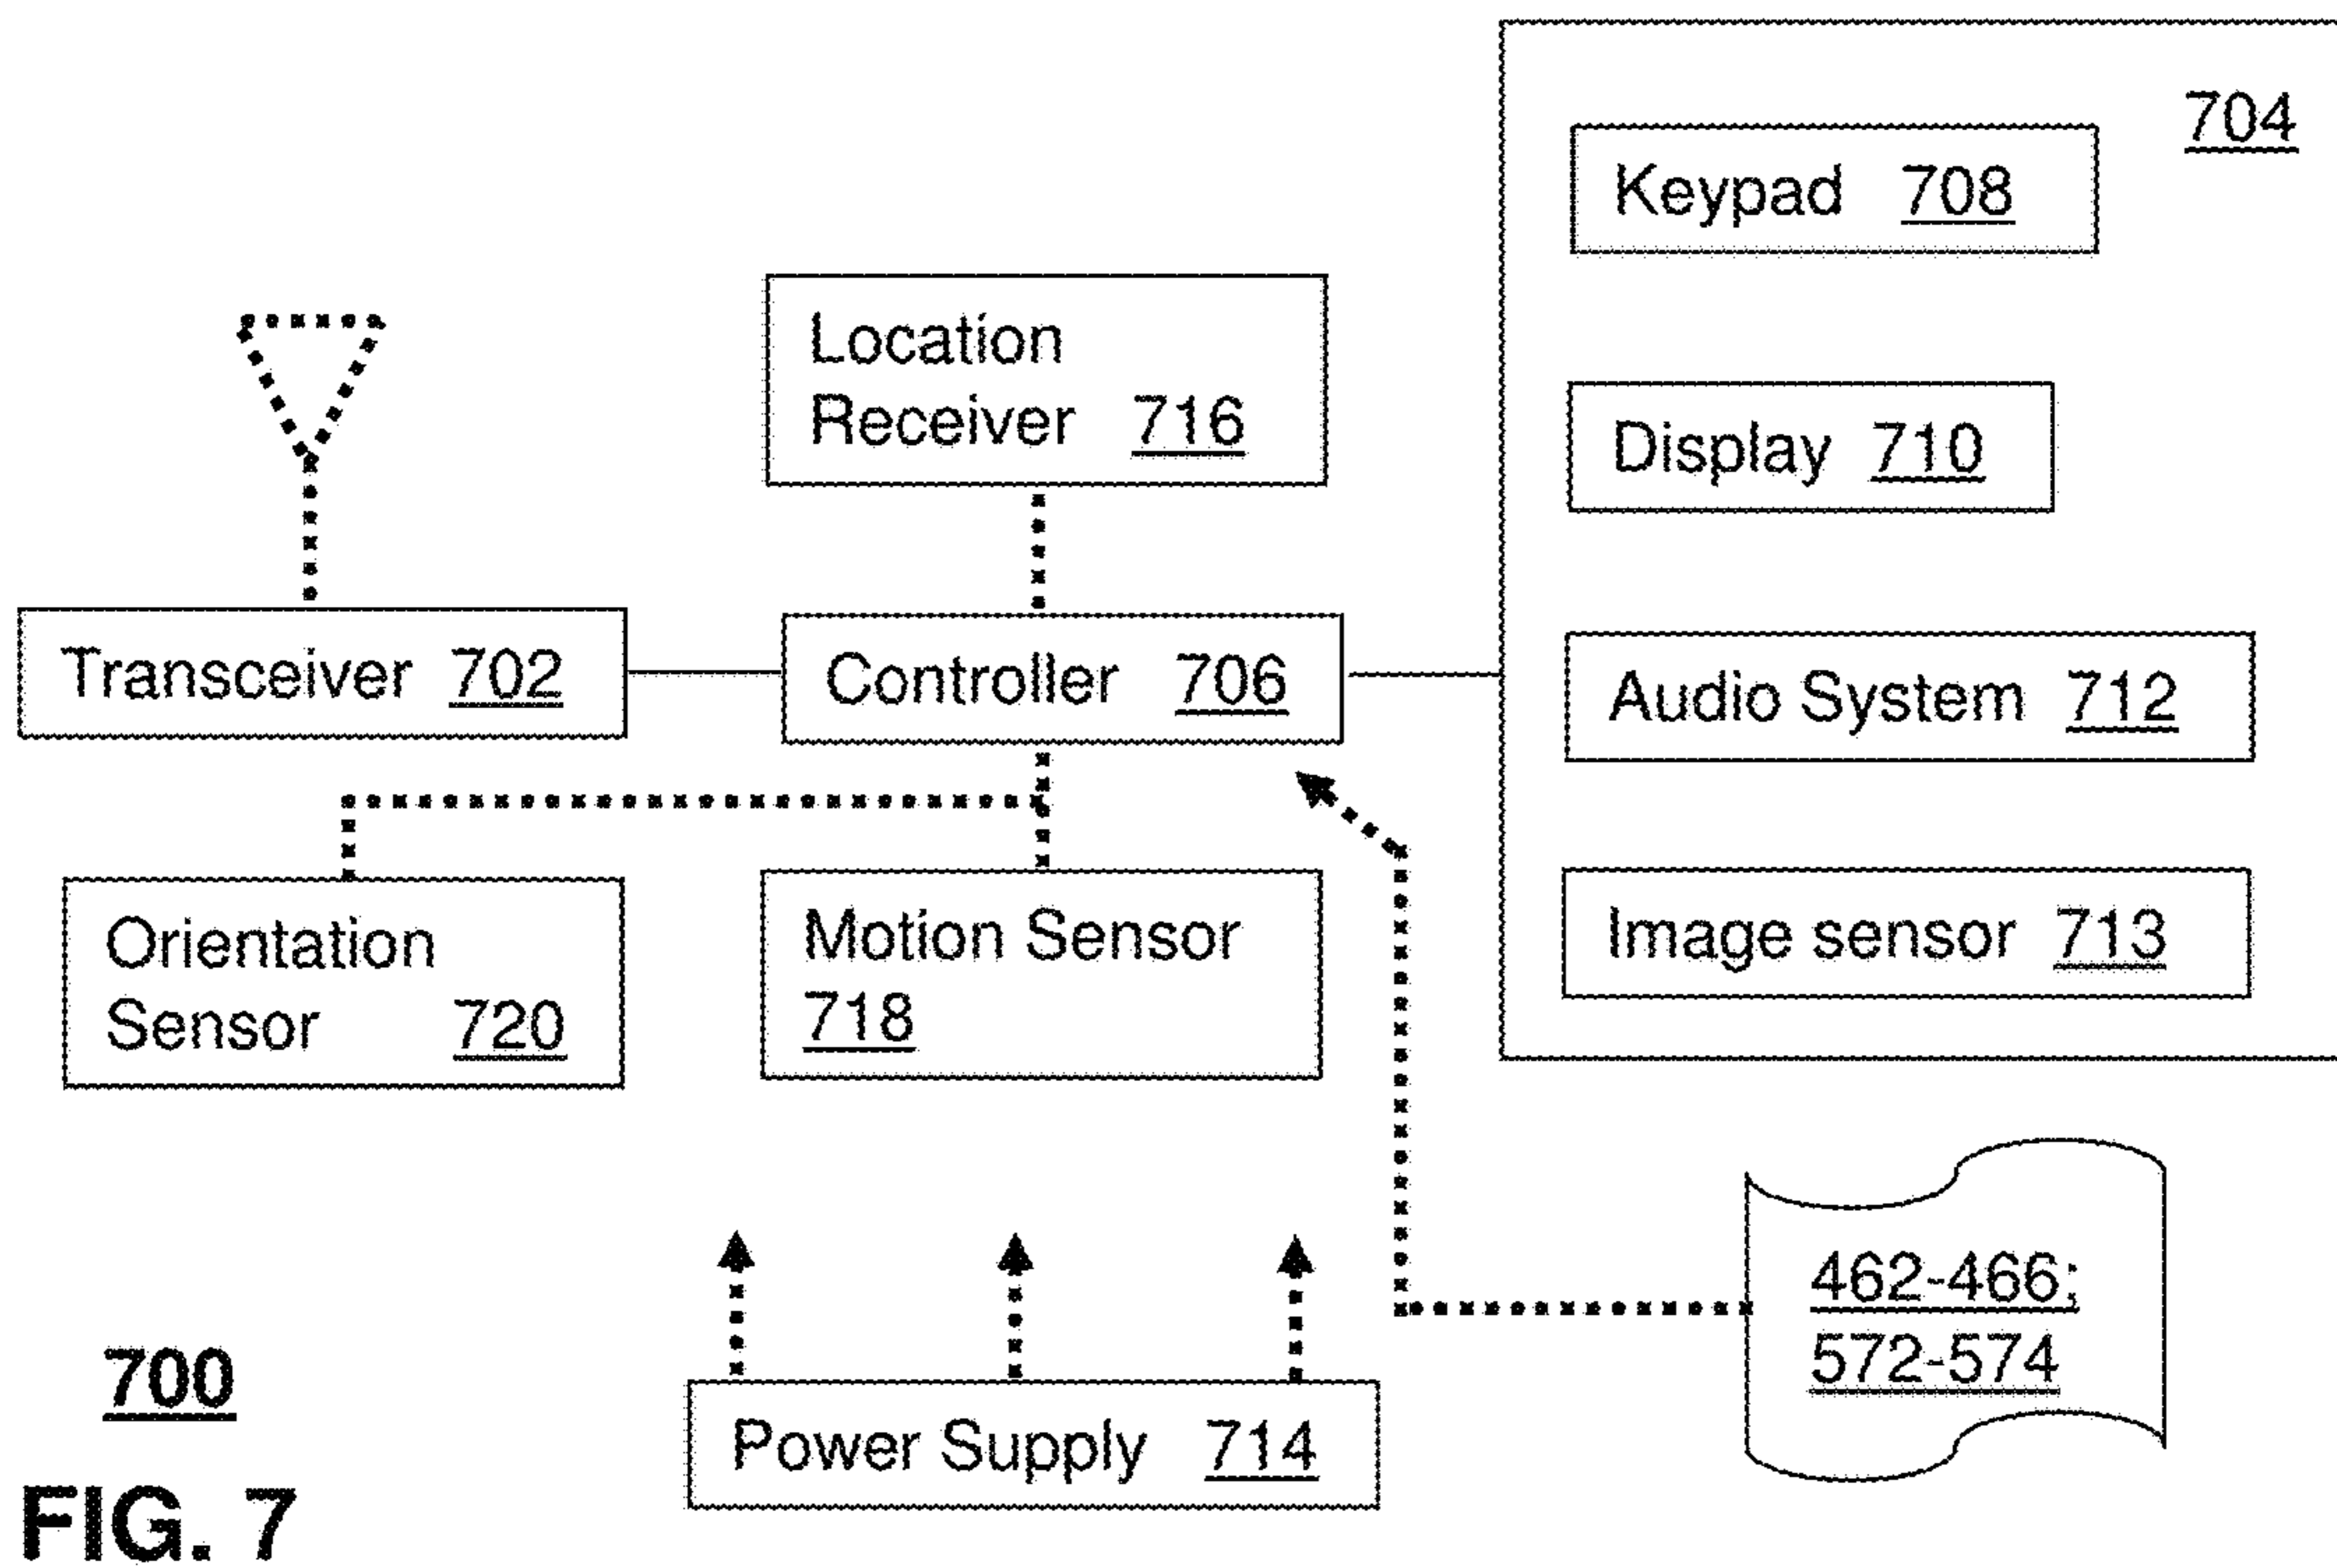 704
Keypad 708
Location
Receiver 716
Display 710
Transceiver 702
Controller 706
Audio System 712
Orientation
Sensor 720
Motion Sensor
718
Image sensor 713
462-466;
572-574
700
Power Supply 714
FIG. 7